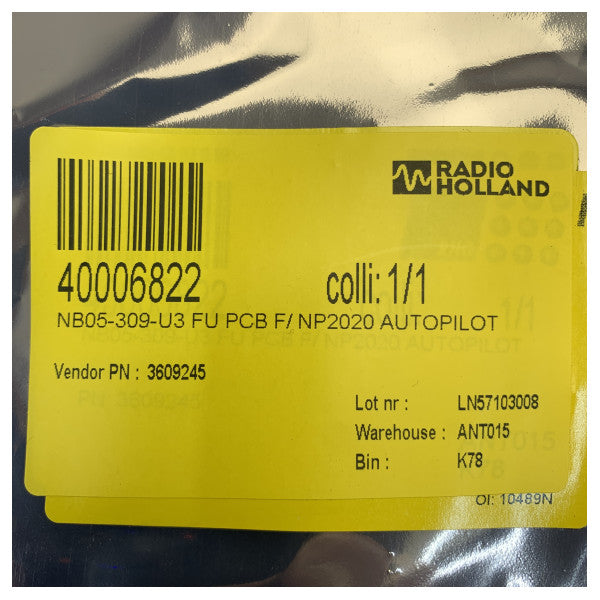 RADIO
HOLLAND
40006822 colli: 1/1
NB05-309-U3 FU PCB F/ NP2020 AUTOPILOT
Vendor PN : 3609245
Lot nr : LN57103008
Warehouse : ANT015
Bin : K78
OI: 10489N